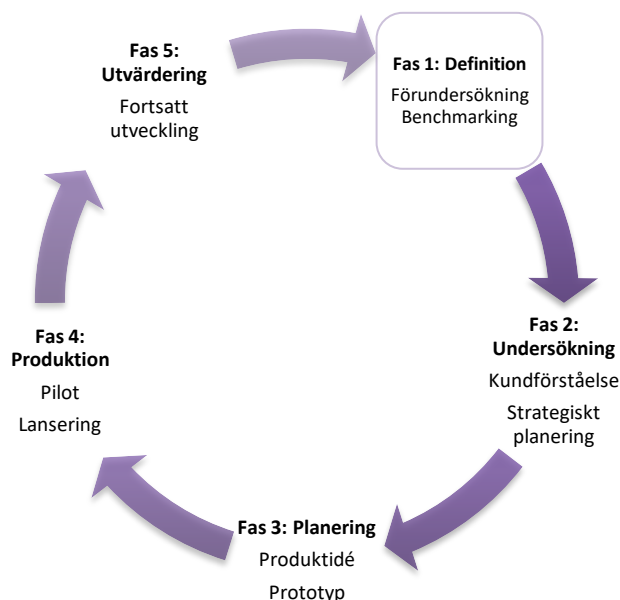 Fas 1: Definition
Förundersökning
Benchmarking
Fas 2:
Undersökning
Kundförståelse
Strategiskt
planering
Fas 3: Planering
Produktidé
Prototyp
Fas 4:
Produktion
Pilot
Lansering
Fas 5:
Utvärdering
Fortsatt
utveckling